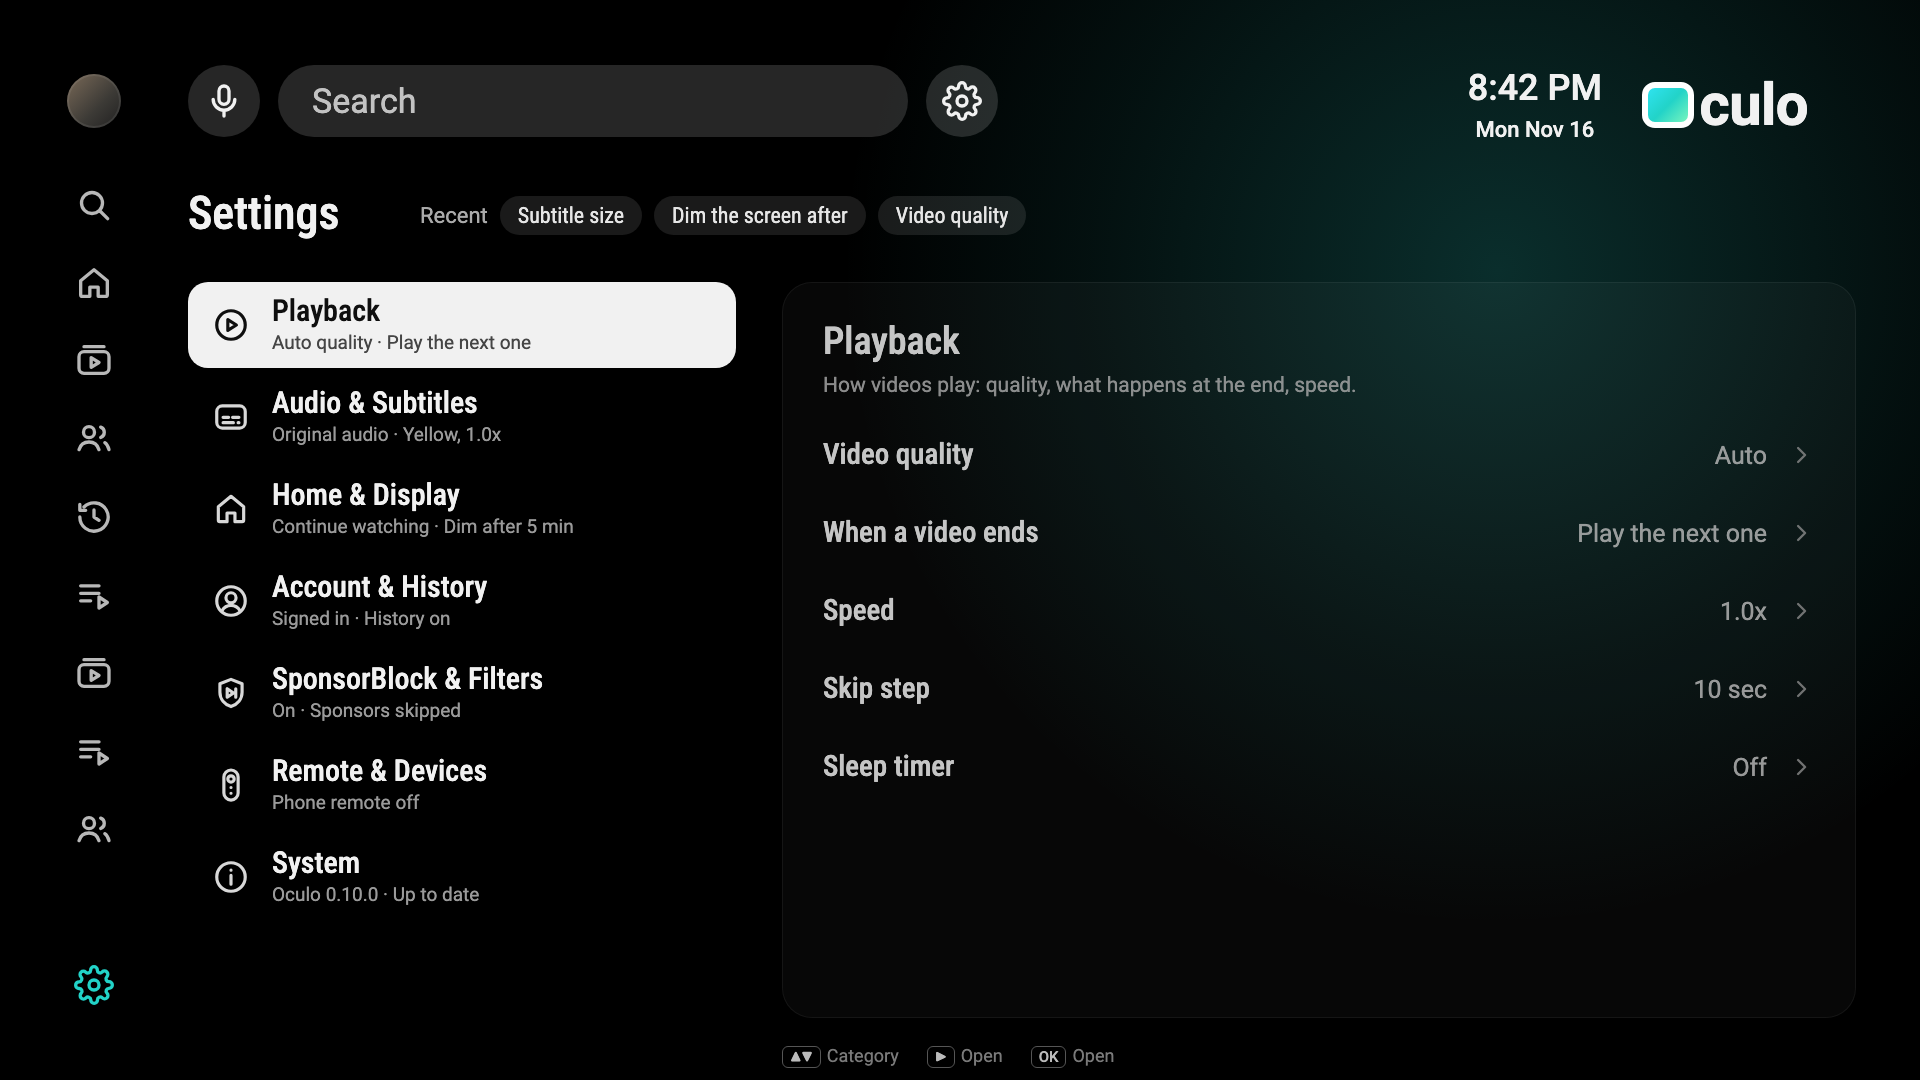 Search
8:42 PM
Mon Nov 16
culo
Settings
Recent
Subtitle size
Dim the screen after
Video quality
Playback
Auto quality · Play the next one
Audio & Subtitles
Original audio · Yellow, 1.0x
Home & Display
Continue watching · Dim after 5 min
Account & History
Signed in · History on
SponsorBlock & Filters
On · Sponsors skipped
Remote & Devices
Phone remote off
System
Oculo 0.10.0 · Up to date
Playback
How videos play: quality, what happens at the end, speed.
Video quality Auto
When a video ends Play the next one
Speed 1.0x
Skip step 10 sec
Sleep timer Off
Category
Open
OK Open